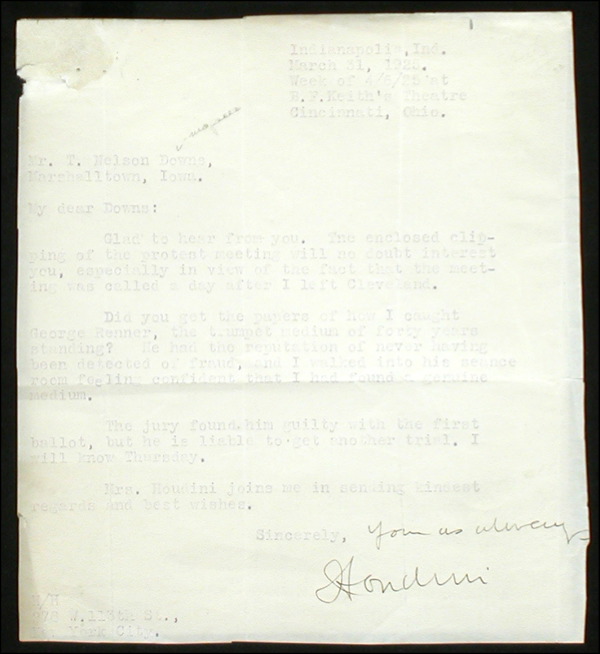 Indianapolis, Ind.
March 31, 1925.
Week of 4/5/25 at
B.F.Keith's Theatre
Cincinnati, Ohio.
Mr. T. Nelson Downs,
Marshalltown, Iowa.
My dear Downs:
Glad to hear from you. The enclosed clip-
ping of the protest meeting will no doubt interest
you, especially in view of the fact that the meet-
ing was called a day after I left Cleveland.
Did you get the papers of how I caught
George Renner, the trumpet medium of forty years
standing? He had the reputation of never having
been detected of fraud, and I walked into his seance
room feeling confident that I had found a genuine
medium.
The jury found him guilty with the first
ballot, but he is liable to get another trial. I
will know Thursday.
Mrs. Houdini joins me in sending kindest
regards and best wishes.
Sincerely, yours as always
Houdini
H/H
278 W.113th St.,
York City.